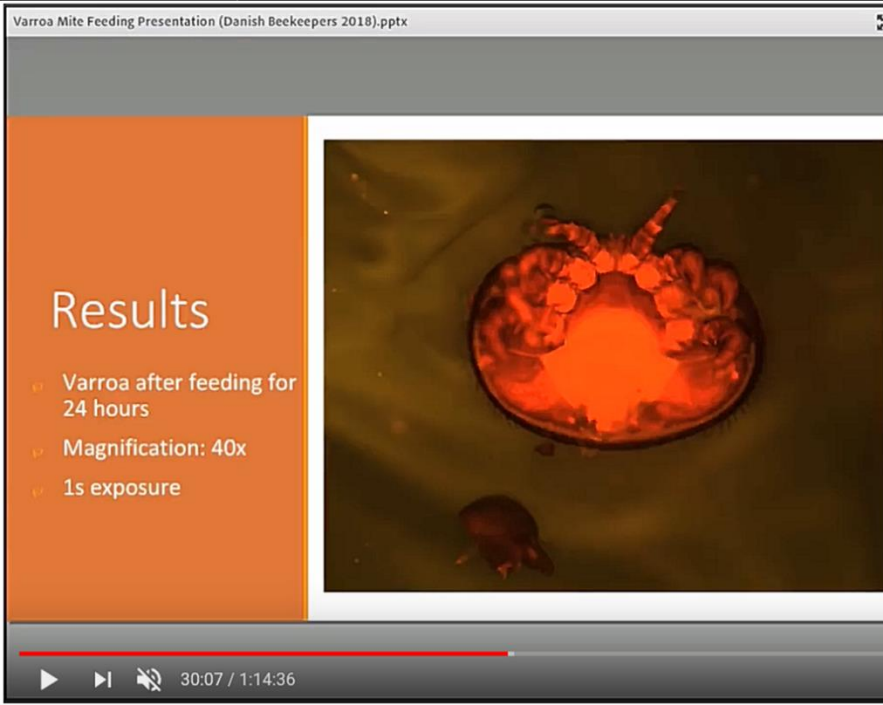 Varroa Mite Feeding Presentation (Danish Beekeepers 2018).pptx
Results
Varroa after feeding for
24 hours
Magnification: 40x
1s exposure
30:07 / 1:14:36